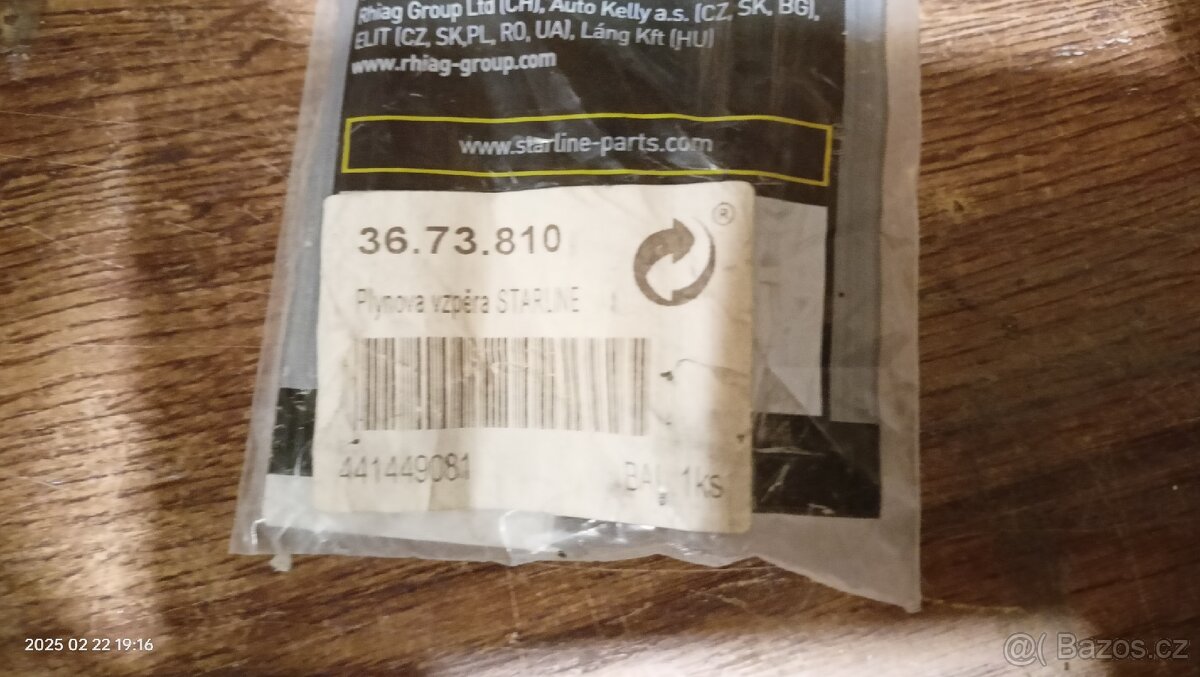 Rhiag Group Ltd (CH), Auto Kelly a.s. (CZ, SK, BG),
ELIT (CZ, SK,PL, RO, UA), Láng Kft (HU)
www.rhiag-group.com
www.starline-parts.com
36.73.810
®
Plynova vzpěra STARLINE
441449081
BAL 1ks
2025 02 22 19:16
@( Bazos.cz